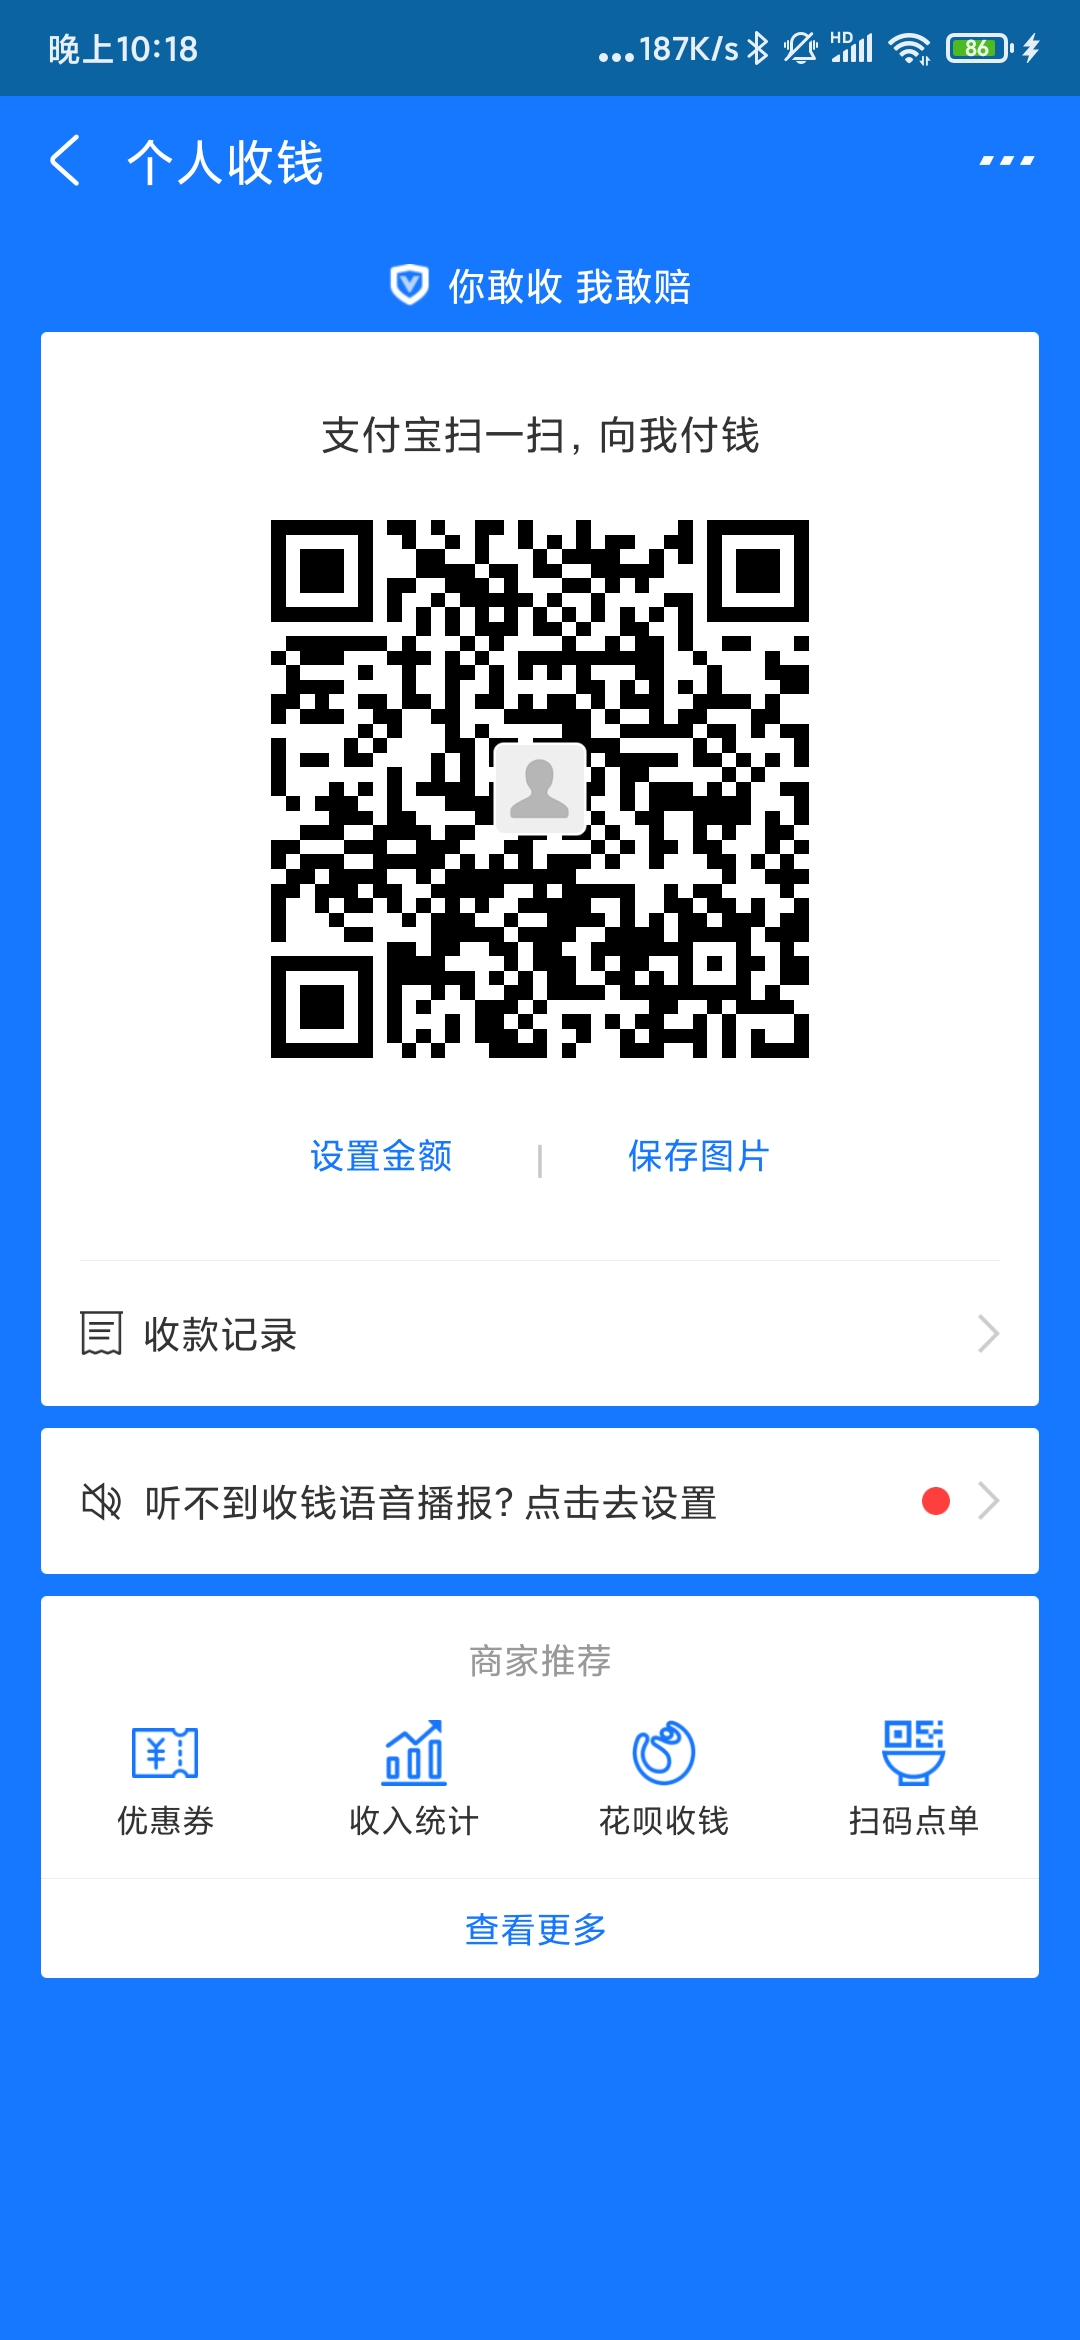 晚上10:18
...187K/s HD 86
个人收钱
你敢收 我敢赔
支付宝扫一扫, 向我付钱
设置金额 | 保存图片
收款记录
听不到收钱语音播报? 点击去设置
商家推荐
优惠券 收入统计 花呗收钱 扫码点单
查看更多